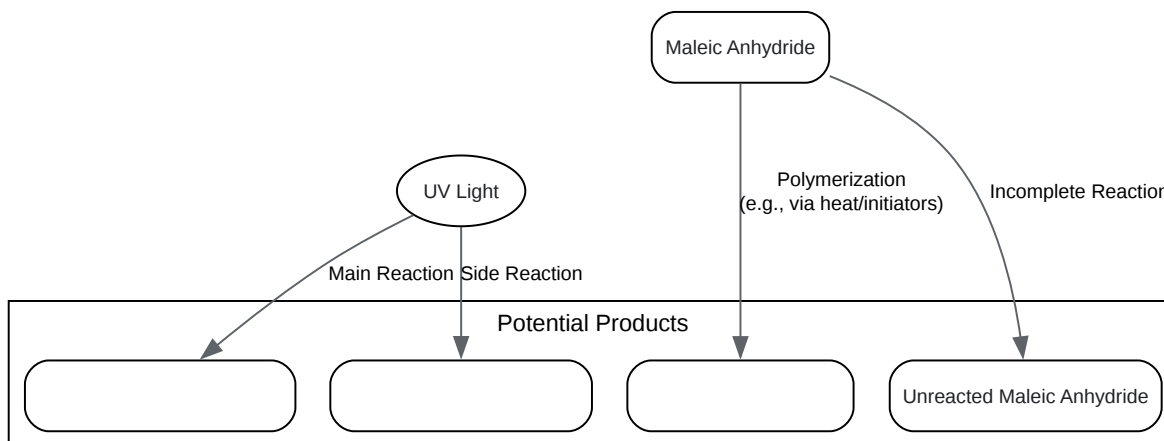 Maleic Anhydride
UV Light
Polymerization
(e.g., via heat/initiators)
Incomplete Reaction
Main Reaction
Side Reaction
Potential Products
Unreacted Maleic Anhydride